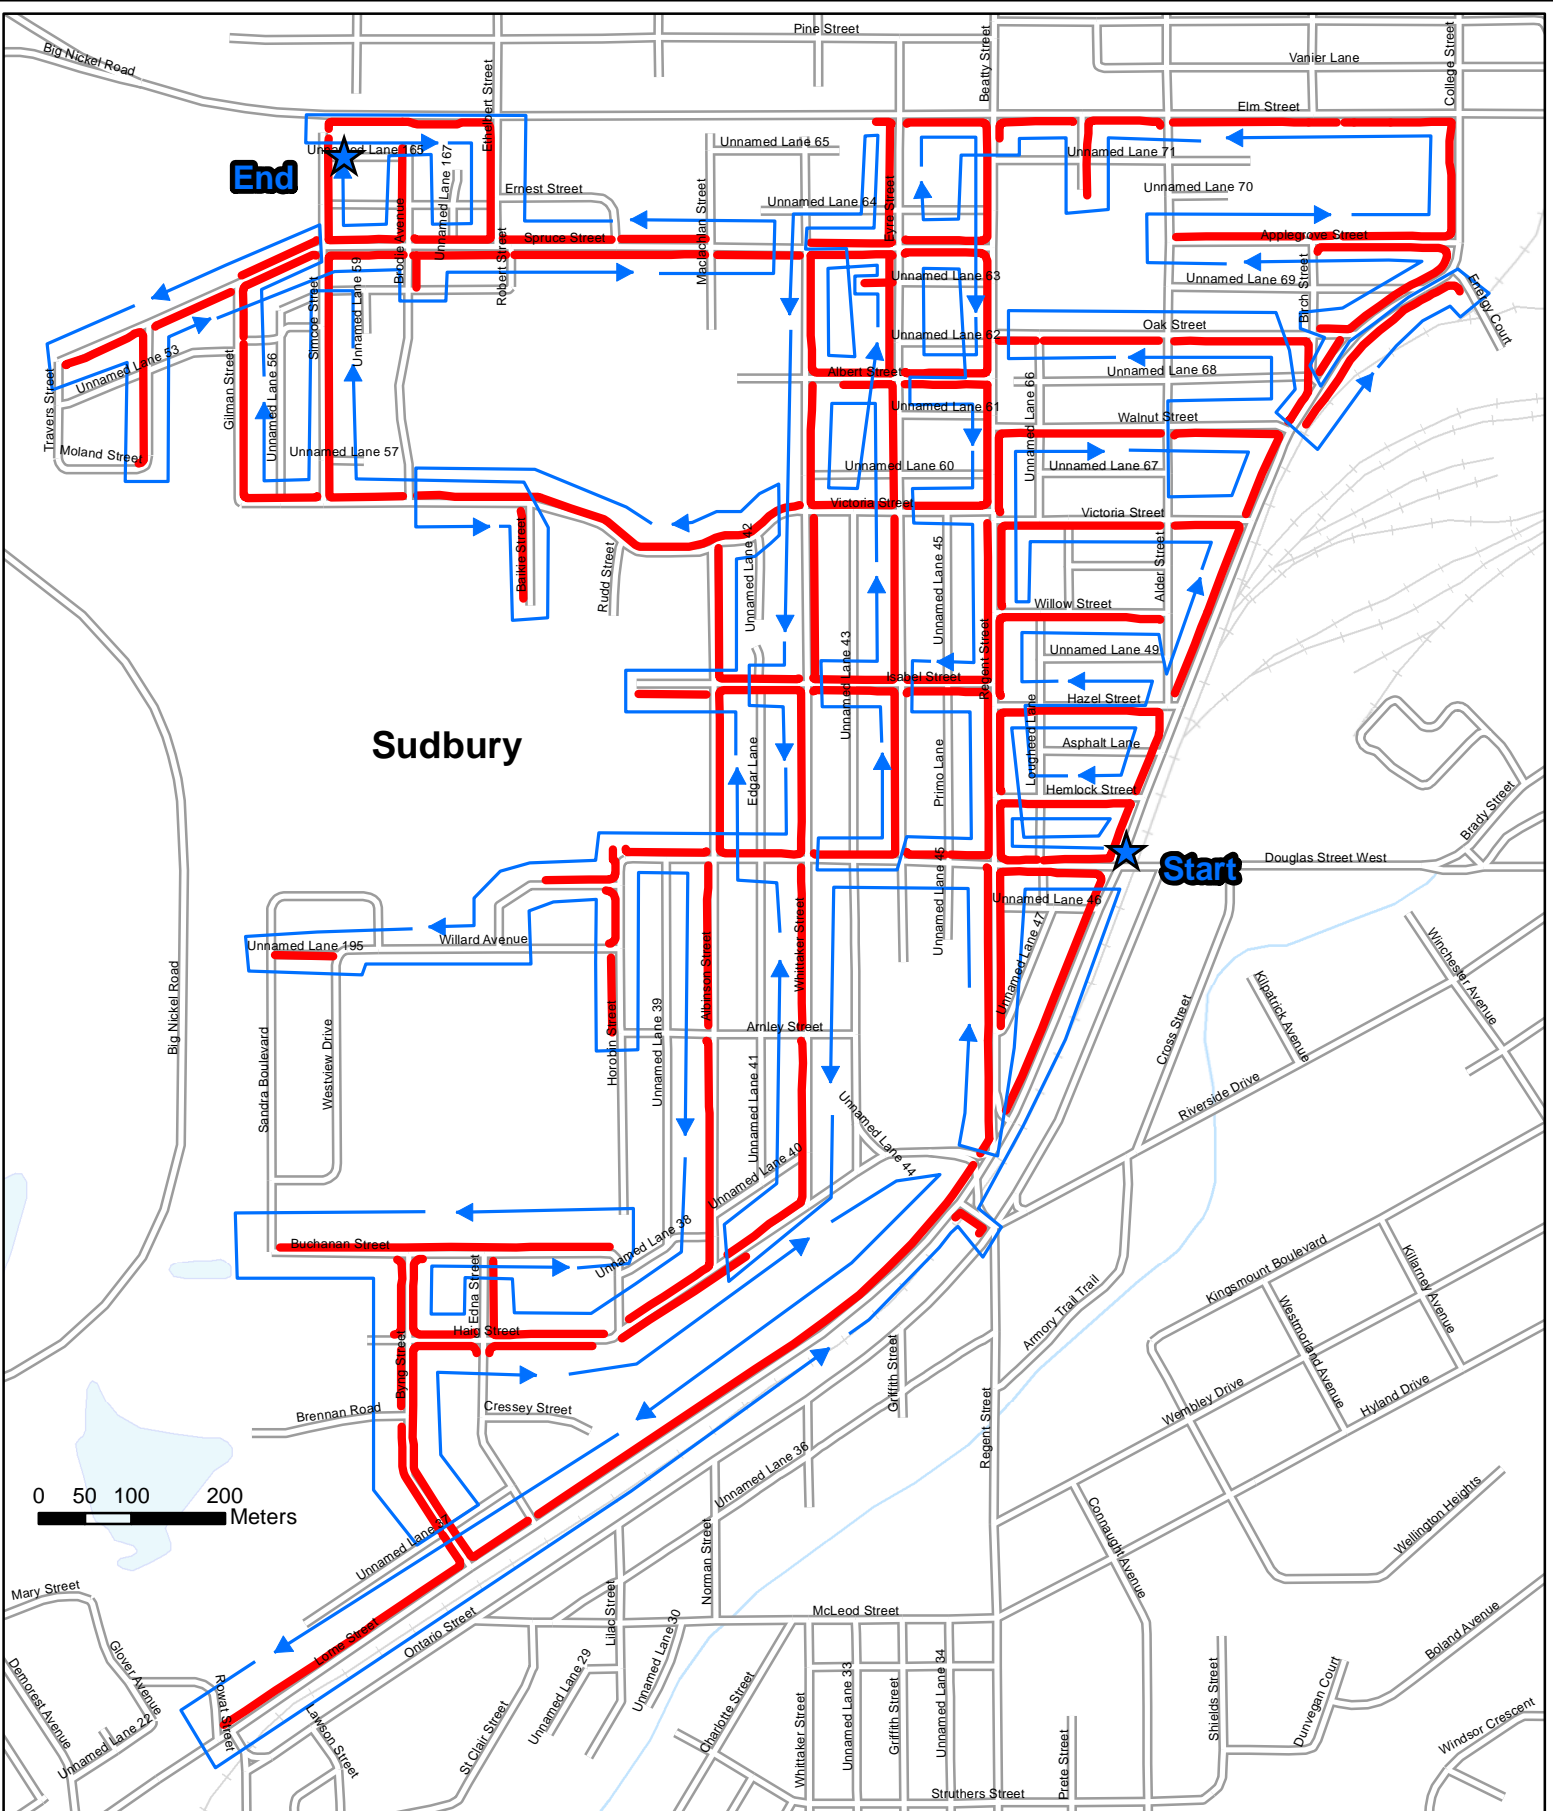 Pine Street
Big Nickel Road
Beatty Street
College Street
Vanier Lane
Ethelbert Street
Elm Street
Unnamed Lane 165
Unnamed Lane 65
Unnamed Lane 71
End
Unnamed Lane 167
Ernest Street
Unnamed Lane 64
Unnamed Lane 70
Maclachlan Street
Eyre Street
Brodie Avenue
Spruce Street
Applegrove Street
Robert Street
Unnamed Lane 59
Simcoe Street
Unnamed Lane 63
Unnamed Lane 69
Birch Street
Energy Court
Unnamed Lane 62
Oak Street
Unnamed Lane 53
Albert Street
Unnamed Lane 68
Travers Street
Gilman Street
Unnamed Lane 56
Unnamed Lane 61
Unnamed Lane 66
Walnut Street
Moland Street
Unnamed Lane 57
Unnamed Lane 60
Unnamed Lane 67
Victoria Street
Victoria Street
Baikie Street
Rudd Street
Unnamed Lane 42
Unnamed Lane 45
Alder Street
Willow Street
Unnamed Lane 43
Regent Street
Unnamed Lane 49
Isabel Street
Hazel Street
Sudbury
Edgar Lane
Primo Lane
Lougheed Lane
Asphalt Lane
Hemlock Street
Brady Street
Start
Douglas Street West
Unnamed Lane 45
Unnamed Lane 46
Unnamed Lane 47
Willard Avenue
Unnamed Lane 195
Albinson Street
Whittaker Street
Winchester Avenue
Kilpatrick Avenue
Big Nickel Road
Sandra Boulevard
Westview Drive
Horobin Street
Unnamed Lane 39
Arnley Street
Cross Street
Unnamed Lane 41
Unnamed Lane 44
Riverside Drive
Unnamed Lane 40
Buchanan Street
Unnamed Lane 38
Kingsmount Boulevard
Killarney Avenue
Edna Street
Haig Street
Armory Trail Trail
Westmorland Avenue
Byng Street
Griffith Street
Regent Street
Wembley Drive
Hyland Drive
Brennan Road
Cressey Street
Unnamed Lane 36
0 50 100 200
Meters
Unnamed Lane 37
Norman Street
Connaught Avenue
Wellington Heights
Mary Street
Lilac Street
McLeod Street
Lorne Street
Ontario Street
Unnamed Lane 30
Boland Avenue
Glover Avenue
Demorest Avenue
Rowat Street
Unnamed Lane 29
Unnamed Lane 33
Griffith Street
Unnamed Lane 34
Shields Street
Dunvegan Court
Unnamed Lane 22
Lawson Street
St Clair Street
Charlotte Street
Whittaker Street
Prete Street
Windsor Crescent
Struthers Street